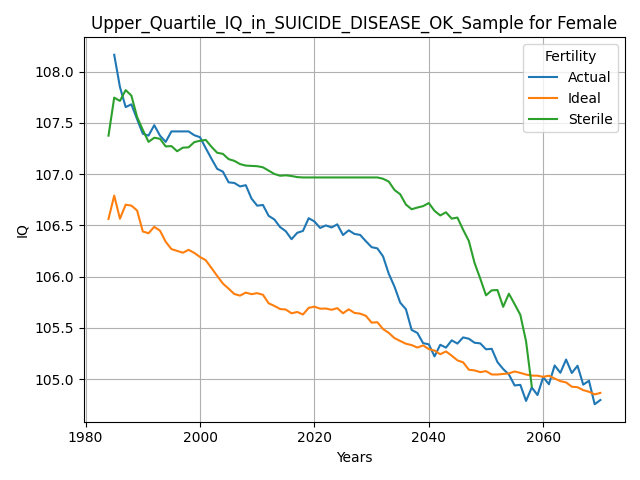 Upper_Quartile_IQ_in_SUICIDE_DISEASE_OK_Sample for Female
Fertility
Actual
Ideal
Sterile
IQ
108.0
107.5
107.0
106.5
106.0
105.5
105.0
1980 2000 2020 2040 2060
Years